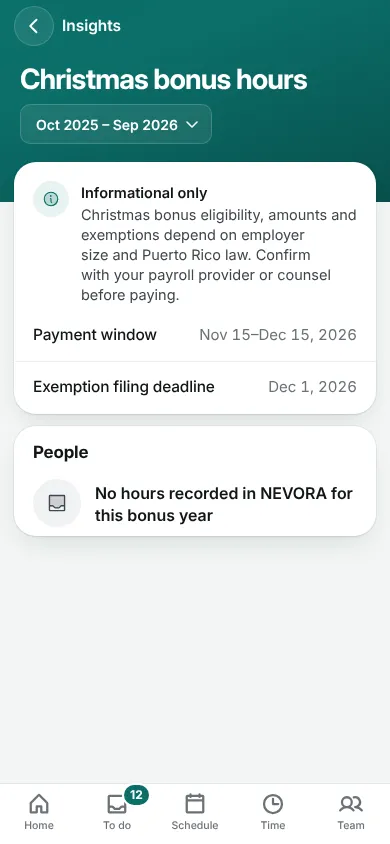 Insights
Christmas bonus hours
Oct 2025 – Sep 2026
Informational only
Christmas bonus eligibility, amounts and
exemptions depend on employer
size and Puerto Rico law. Confirm
with your payroll provider or counsel
before paying.
Payment window Nov 15–Dec 15, 2026
Exemption filing deadline Dec 1, 2026
People
No hours recorded in NEVORA for
this bonus year
12
Home To do Schedule Time Team